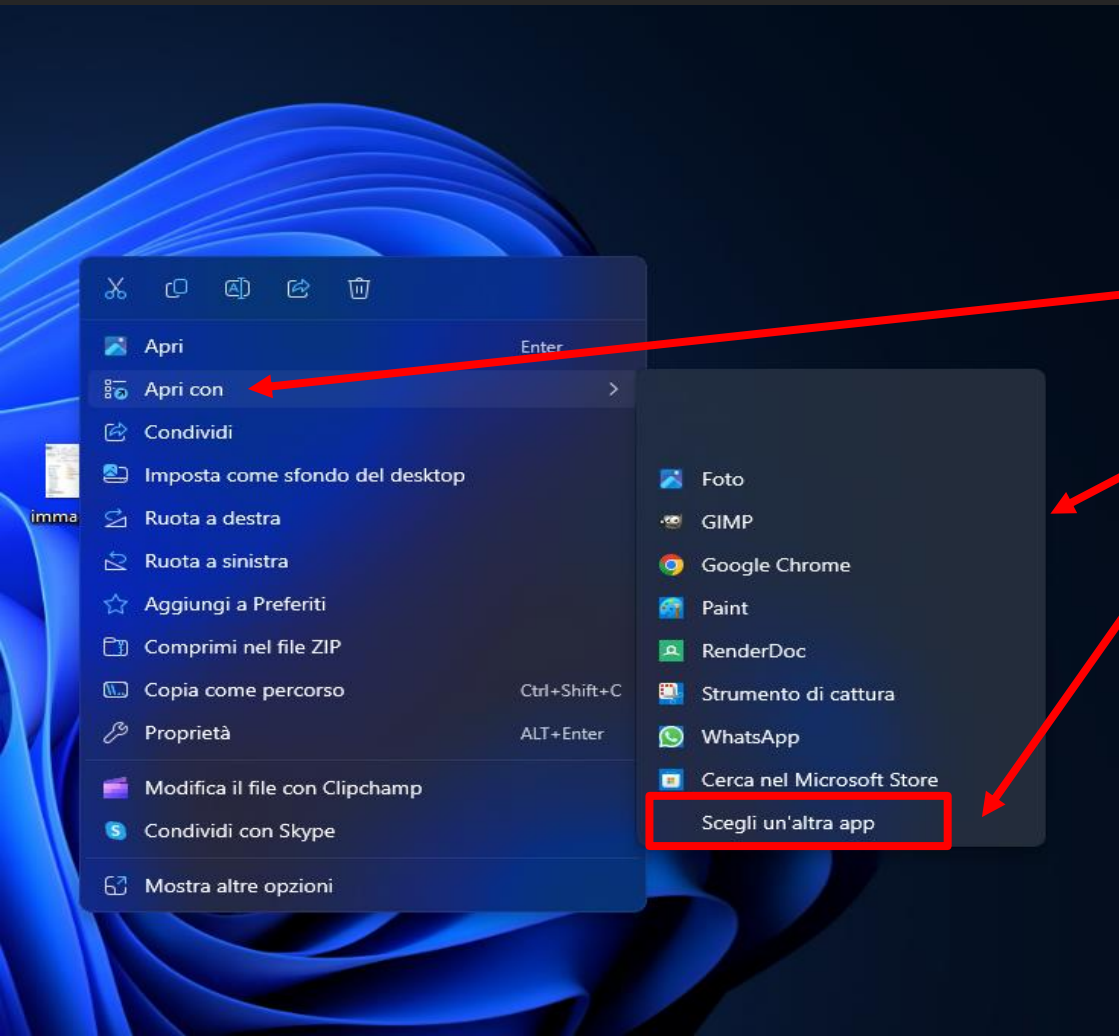 Apri Enter
Apri con
Condividi
Imposta come sfondo del desktop
imma
Ruota a destra
Ruota a sinistra
Aggiungi a Preferiti
Comprimi nel file ZIP
Copia come percorso Ctrl+Shift+C
Proprietà ALT+Enter
Modifica il file con Clipchamp
Condividi con Skype
Mostra altre opzioni
Foto
GIMP
Google Chrome
Paint
RenderDoc
Strumento di cattura
WhatsApp
Cerca nel Microsoft Store
Scegli un'altra app